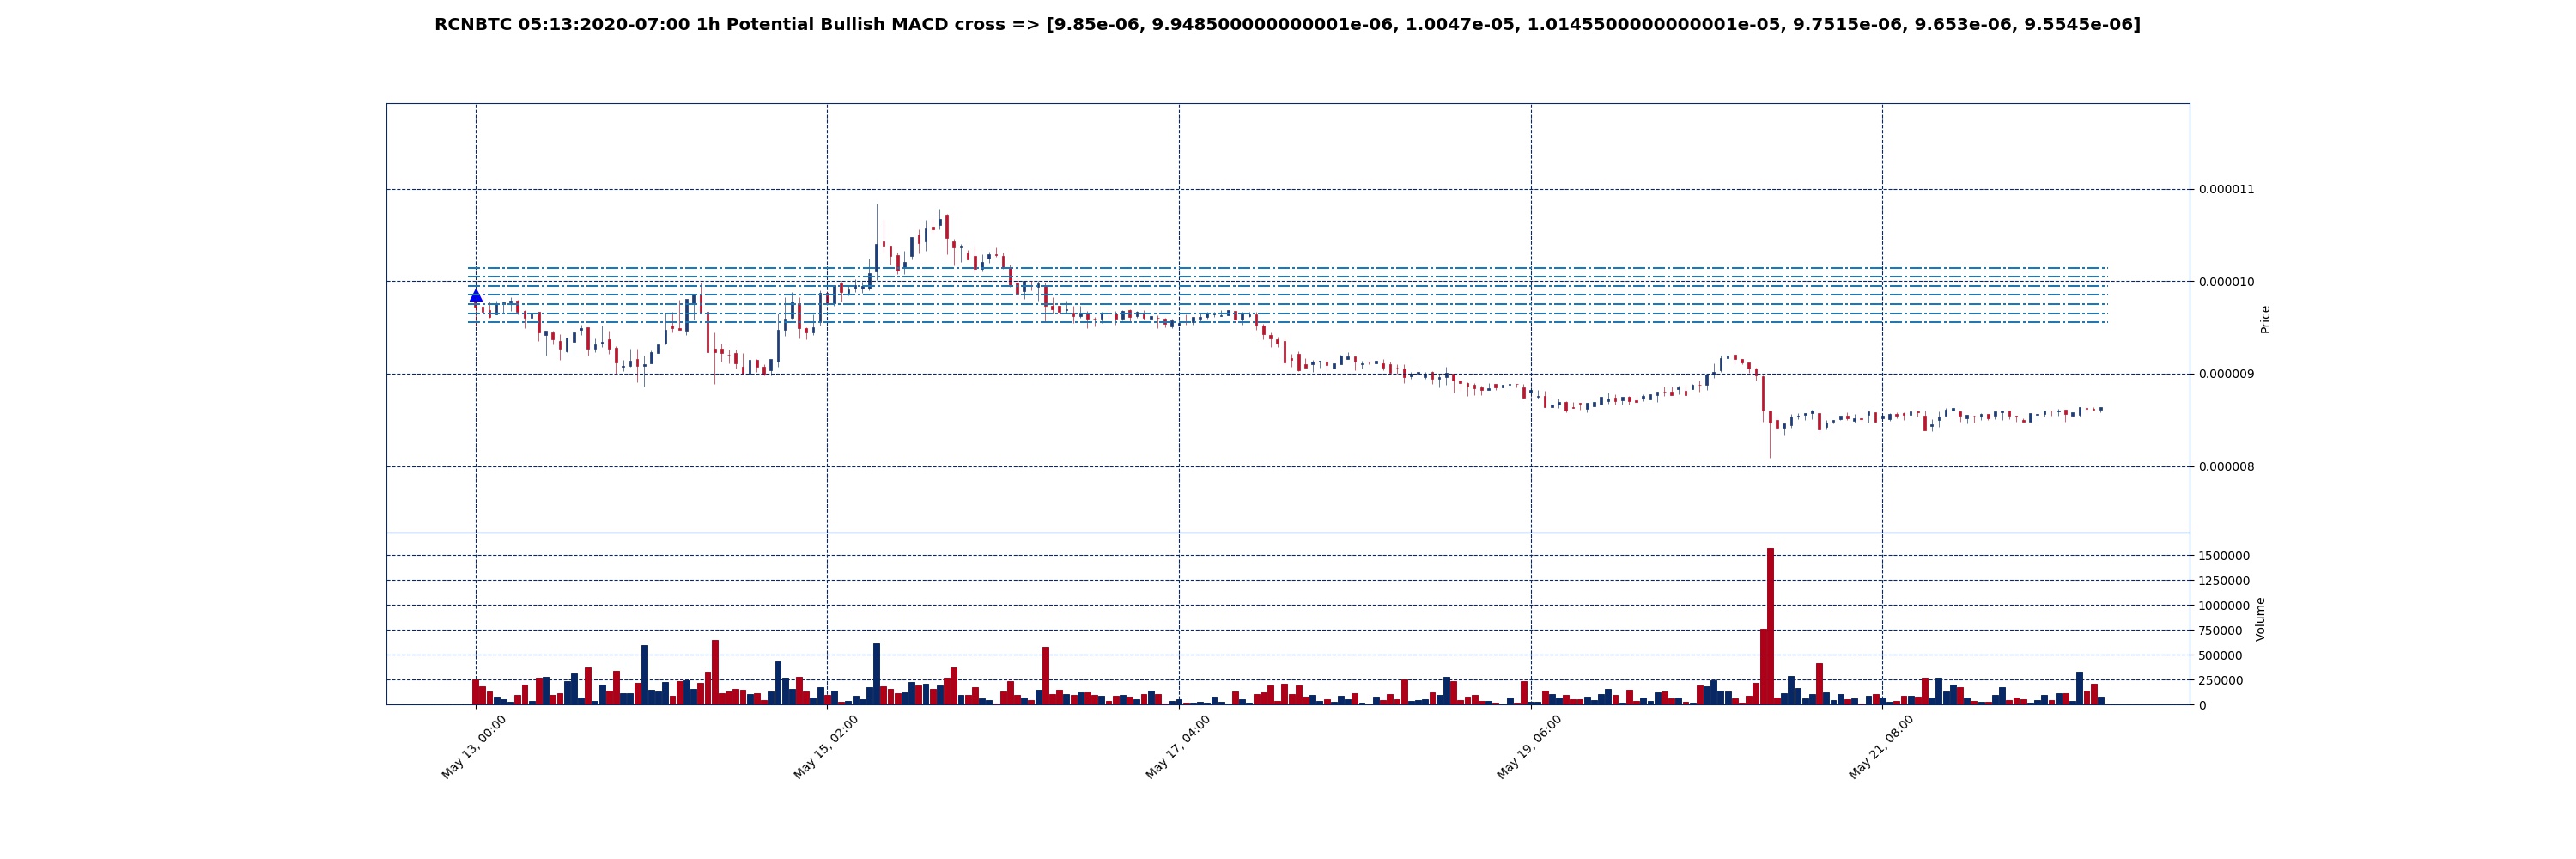 RCNBTC 05:13:2020-07:00 1h Potential Bullish MACD cross => [9.85e-06, 9.948500000000001e-06, 1.0047e-05, 1.0145500000000001e-05, 9.7515e-06, 9.653e-06, 9.5545e-06]
0.000011
0.000010
0.000009
0.000008
Price
1500000
1250000
1000000
750000
500000
250000
0
Volume
May 13, 00:00
May 15, 02:00
May 17, 04:00
May 19, 06:00
May 21, 08:00